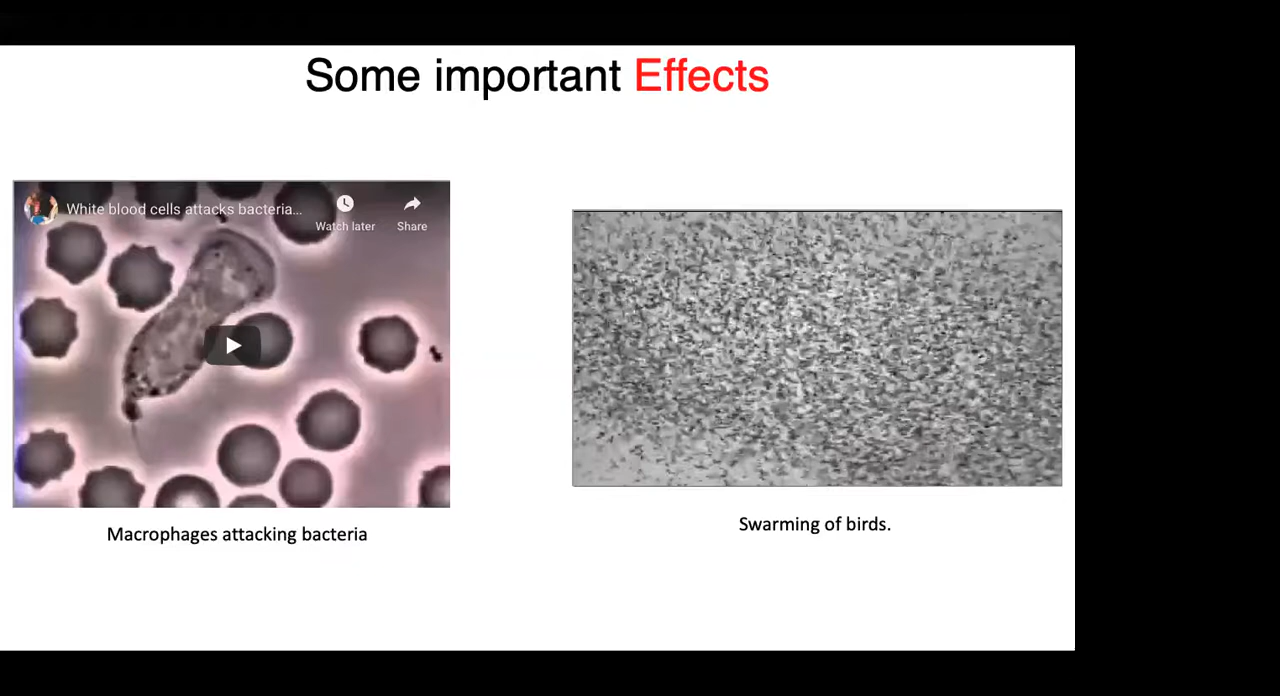 Some important Effects
White blood cells attacks bacteria...
Watch later
Share
Macrophages attacking bacteria
Swarming of birds.